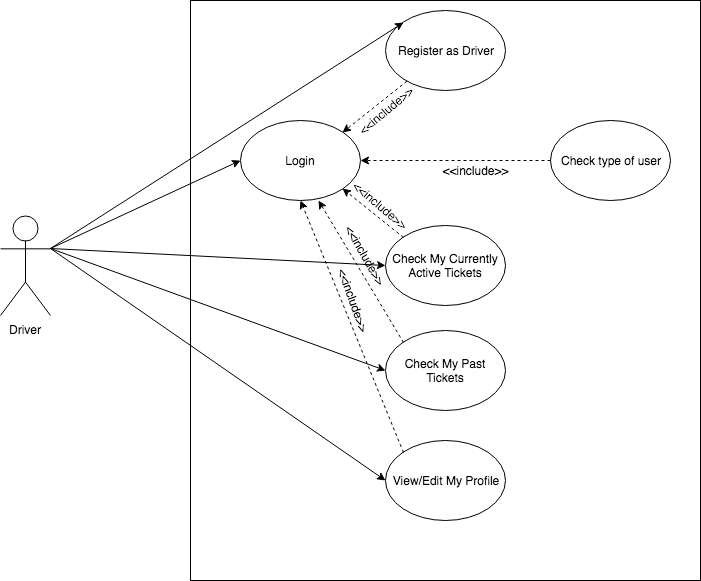 Register as Driver
<<include>>
Login
Check type of user
<<include>>
<<include>>
Check My Currently
Active Tickets
<<include>>
<<include>>
Driver
Check My Past
Tickets
View/Edit My Profile